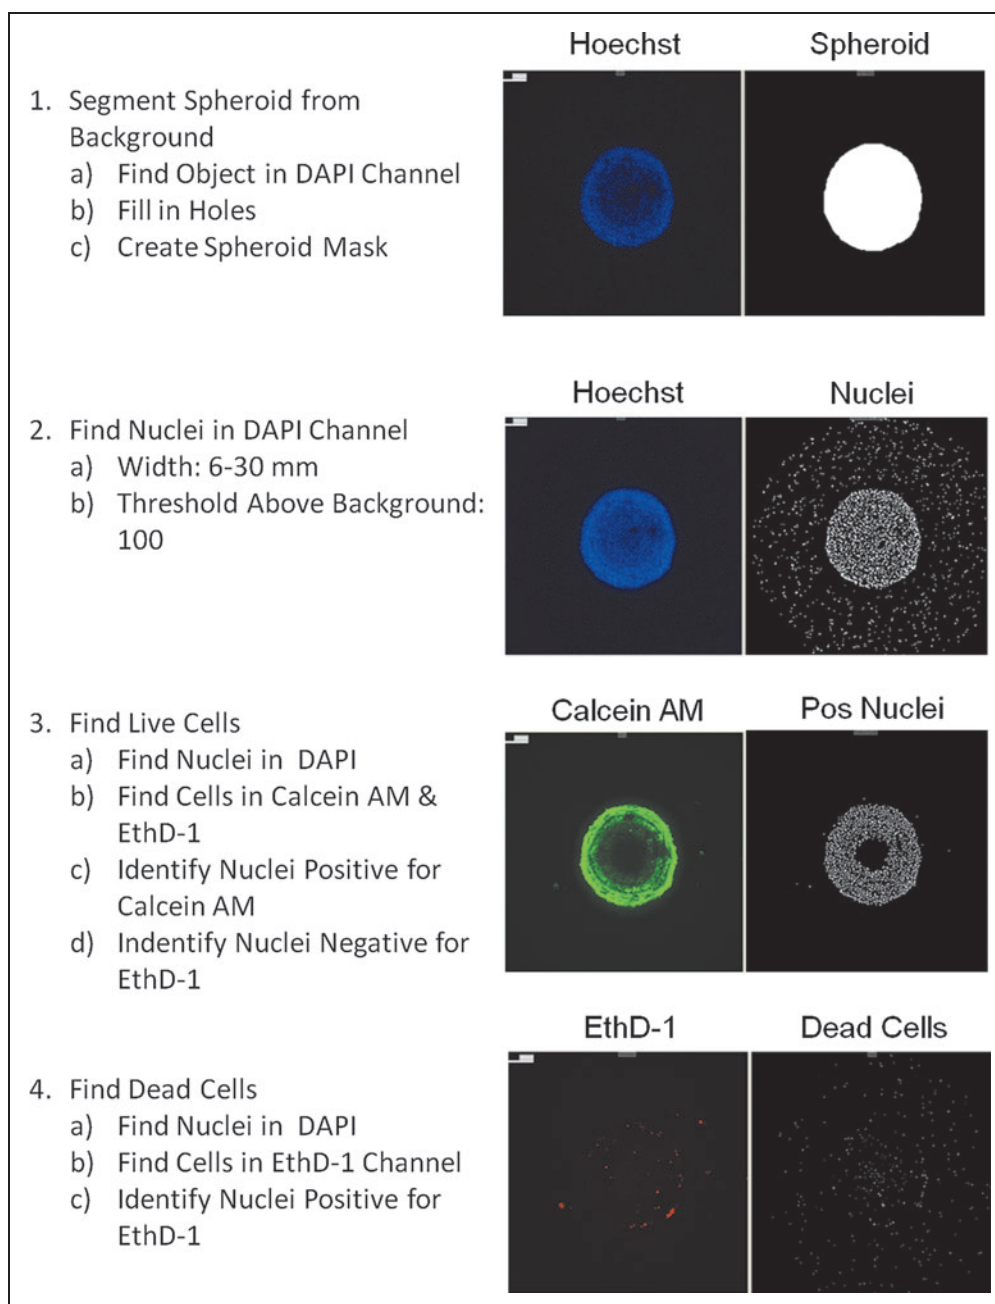 Hoechst Spheroid
1. Segment Spheroid from
Background
a) Find Object in DAPI Channel
b) Fill in Holes
c) Create Spheroid Mask
Hoechst Nuclei
2. Find Nuclei in DAPI Channel
a) Width: 6-30 mm
b) Threshold Above Background:
100
Calcein AM Pos Nuclei
3. Find Live Cells
a) Find Nuclei in DAPI
b) Find Cells in Calcein AM &
EthD-1
c) Identify Nuclei Positive for
Calcein AM
d) Indentify Nuclei Negative for
EthD-1
EthD-1 Dead Cells
4. Find Dead Cells
a) Find Nuclei in DAPI
b) Find Cells in EthD-1 Channel
c) Identify Nuclei Positive for
EthD-1